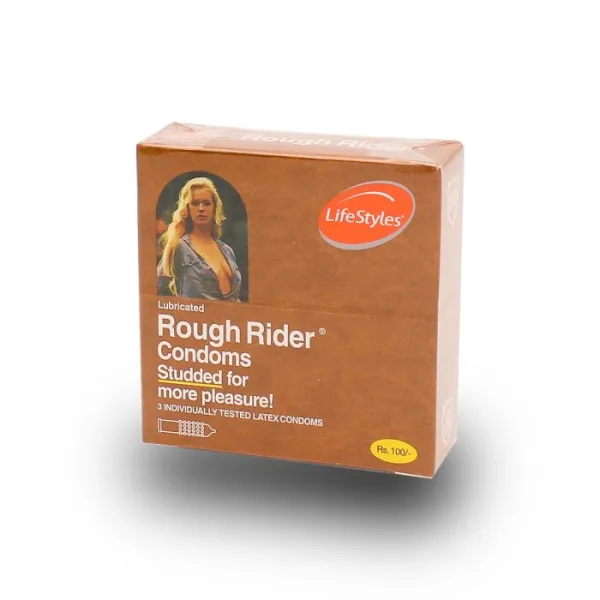 Rough Rider
LifeStyles®
Lubricated
Rough Rider®
Condoms
Studded for
more pleasure!
3 INDIVIDUALLY TESTED LATEX CONDOMS
Rs. 100/-